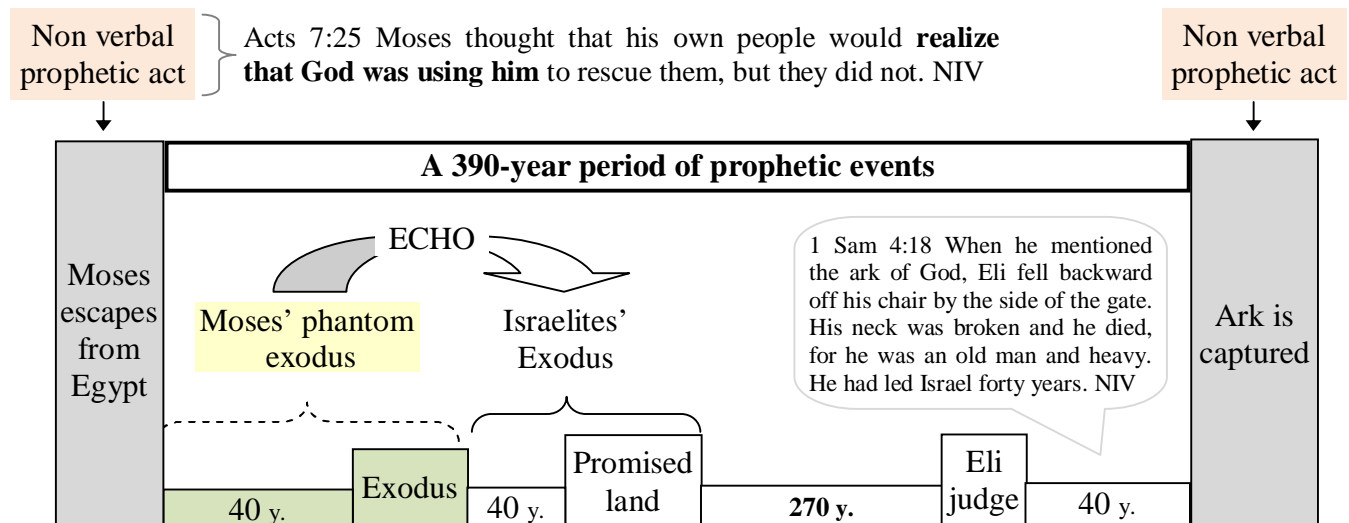 Non verbal
prophetic act
Acts 7:25 Moses thought that his own people would realize
that God was using him to rescue them, but they did not. NIV
Non verbal
prophetic act
A 390-year period of prophetic events
Moses
escapes
from
Egypt
ECHO
Moses’ phantom
exodus
Israelites’
Exodus
1 Sam 4:18 When he mentioned
the ark of God, Eli fell backward
off his chair by the side of the gate.
His neck was broken and he died,
for he was an old man and heavy.
He had led Israel forty years. NIV
Ark is
captured
40 y.
Exodus
40 y.
Promised
land
270 y.
Eli
judge
40 y.